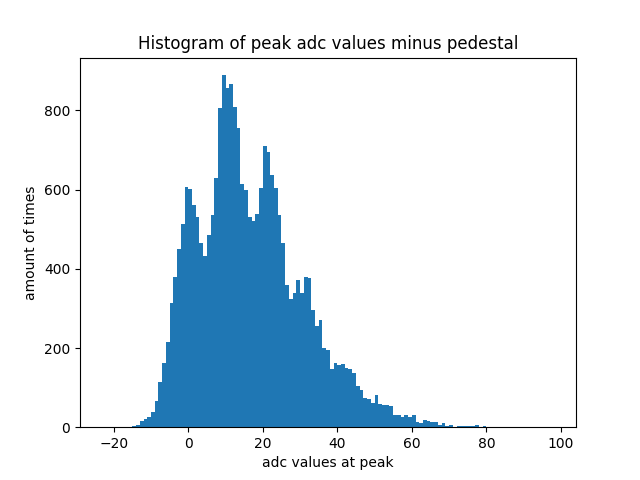 Histogram of peak adc values minus pedestal
amount of times
800
600
400
200
0
−20 0 20 40 60 80 100
adc values at peak